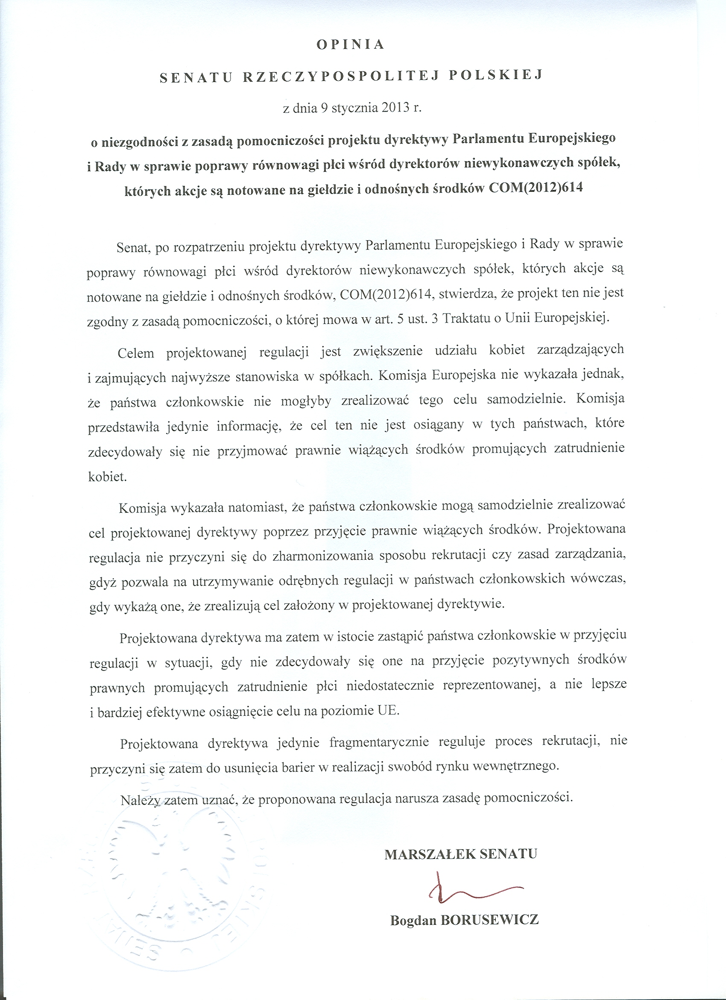 OPINIA
SENATU RZECZYPOSPOLITEJ POLSKIEJ
z dnia 9 stycznia 2013 r.
o niezgodności z zasadą pomocniczości projektu dyrektywy Parlamentu Europejskiego
i Rady w sprawie poprawy równowagi płci wśród dyrektorów niewykonawczych spółek,
których akcje są notowane na giełdzie i odnośnych środków COM(2012)614
Senat, po rozpatrzeniu projektu dyrektywy Parlamentu Europejskiego i Rady w sprawie
poprawy równowagi płci wśród dyrektorów niewykonawczych spółek, których akcje są
notowane na giełdzie i odnośnych środków, COM(2012)614, stwierdza, że projekt ten nie jest
zgodny z zasadą pomocniczości, o której mowa w art. 5 ust. 3 Traktatu o Unii Europejskiej.
Celem projektowanej regulacji jest zwiększenie udziału kobiet zarządzających
i zajmujących najwyższe stanowiska w spółkach. Komisja Europejska nie wykazała jednak,
że państwa członkowskie nie mogłyby zrealizować tego celu samodzielnie. Komisja
przedstawiła jedynie informację, że cel ten nie jest osiągany w tych państwach, które
zdecydowały się nie przyjmować prawnie wiążących środków promujących zatrudnienie
kobiet.
Komisja wykazała natomiast, że państwa członkowskie mogą samodzielnie zrealizować
cel projektowanej dyrektywy poprzez przyjęcie prawnie wiążących środków. Projektowana
regulacja nie przyczyni się do zharmonizowania sposobu rekrutacji czy zasad zarządzania,
gdyż pozwala na utrzymywanie odrębnych regulacji w państwach członkowskich wówczas,
gdy wykażą one, że zrealizują cel założony w projektowanej dyrektywie.
Projektowana dyrektywa ma zatem w istocie zastąpić państwa członkowskie w przyjęciu
regulacji w sytuacji, gdy nie zdecydowały się one na przyjęcie pozytywnych środków
prawnych promujących zatrudnienie płci niedostatecznie reprezentowanej, a nie lepsze
i bardziej efektywne osiągnięcie celu na poziomie UE.
Projektowana dyrektywa jedynie fragmentarycznie reguluje proces rekrutacji, nie
przyczyni się zatem do usunięcia barier w realizacji swobód rynku wewnętrznego.
Należy zatem uznać, że proponowana regulacja narusza zasadę pomocniczości.
MARSZAŁEK SENATU
Bogdan BORUSEWICZ